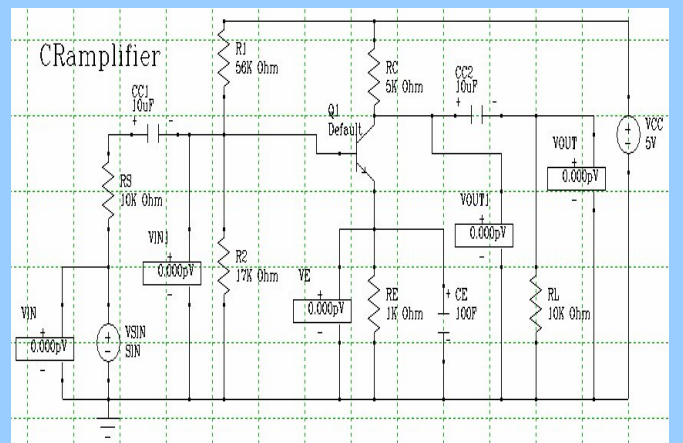 CRamplifier
R1
56K Ohm
RC
5K Ohm
CC2
10uF
+
-
CC1
10uF
+
-
Q1
Default
VCC
5V
+
-
VOUT
+
0.000pV
-
RS
10K Ohm
VOUT1
+
0.000pV
-
VIN1
+
0.000pV
-
R2
17K Ohm
VE
+
0.000pV
-
RE
1K Ohm
+
CE
100F
-
RL
10K Ohm
VIN
+
0.000pV
-
VSIN
SIN
+
-